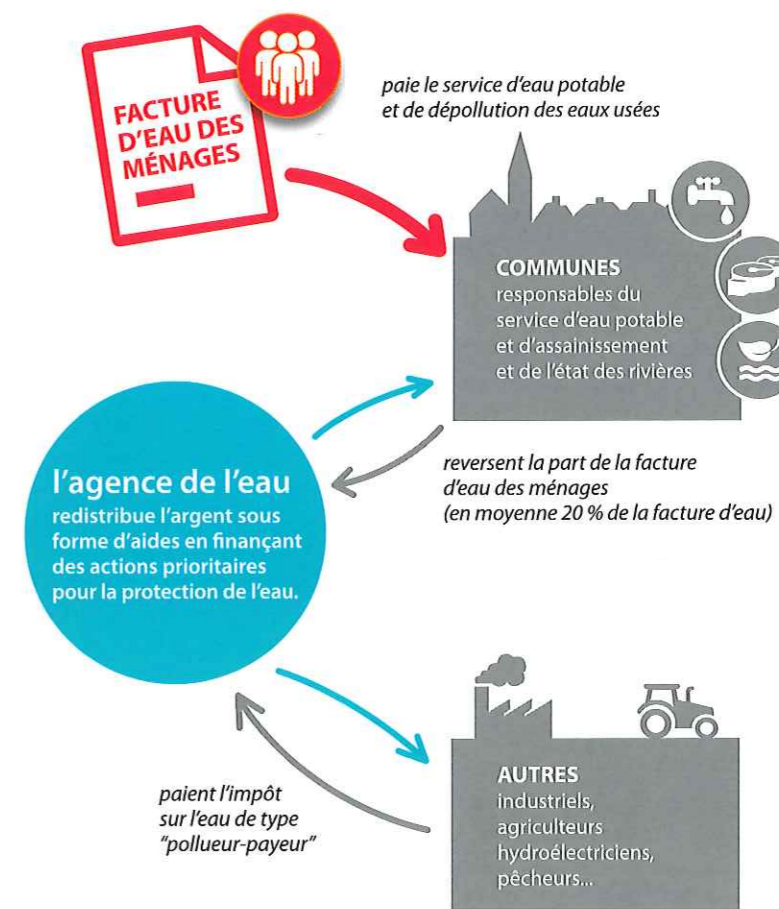 FACTURE
D'EAU DES
MÉNAGES
paie le service d'eau potable
et de dépollution des eaux usées
COMMUNES
responsables du
service d'eau potable
et d'assainissement
et de l'état des rivières
l'agence de l'eau
redistribue l'argent sous
forme d'aides en finançant
des actions prioritaires
pour la protection de l'eau.
reversent la part de la facture
d'eau des ménages
(en moyenne 20 % de la facture d'eau)
paient l'impôt
sur l'eau de type
"pollueur-payeur"
AUTRES
industriels,
agriculteurs
hydroélectriciens,
pêcheurs...